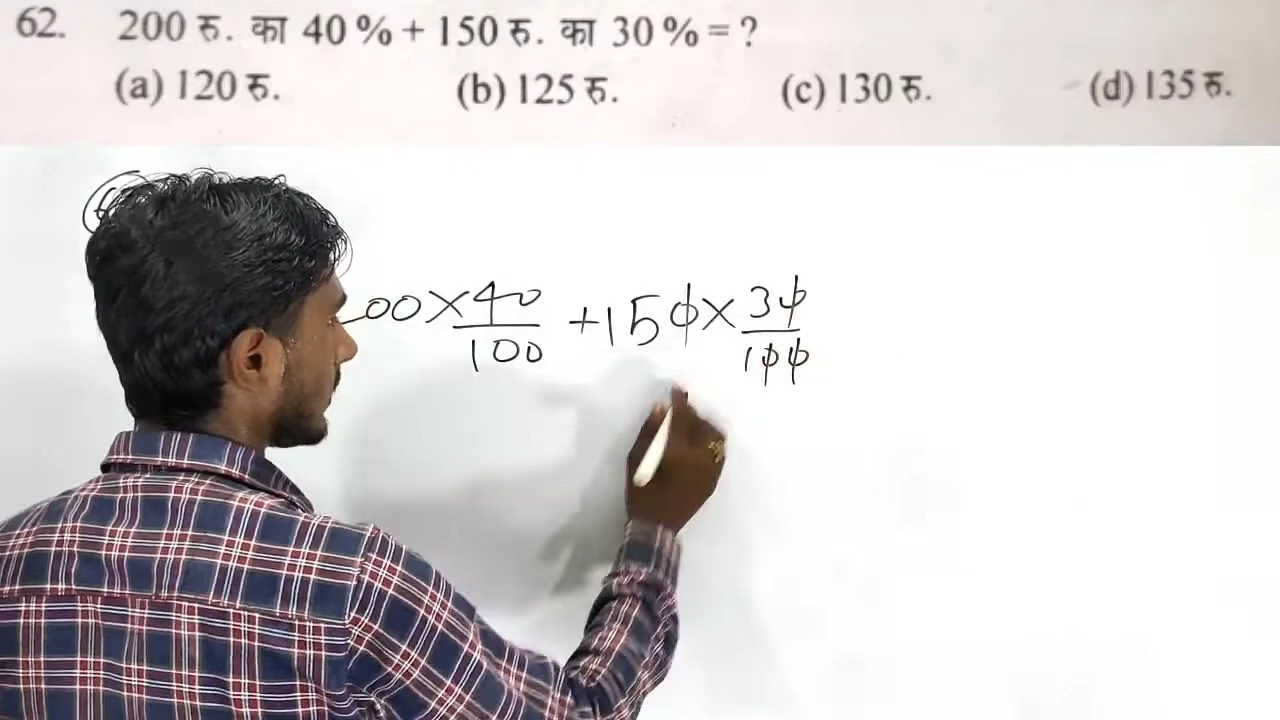 62. 200 रु. का 40 % + 150 रु. का 30 % = ?
(a) 120 रु. (b) 125 रु. (c) 130 रु. (d) 135 रु.
00 × 40/100 + 150 × 30/100